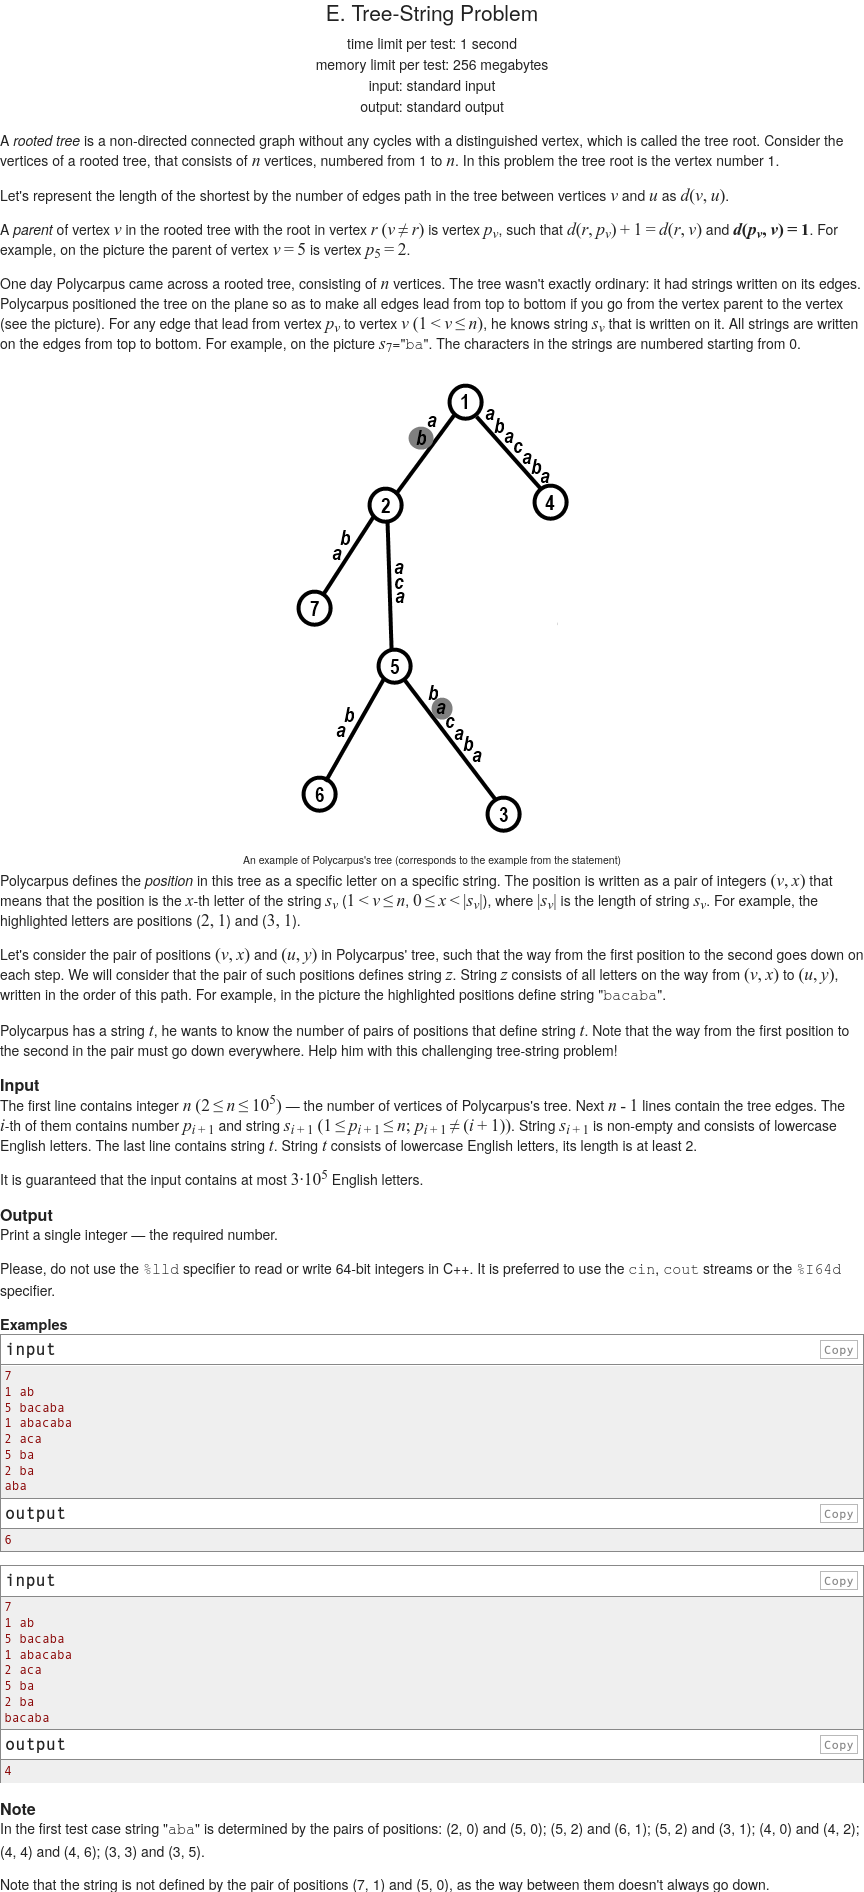 E. Tree-String Problem
time limit per test: 1 second
memory limit per test: 256 megabytes
input: standard input
output: standard output
A rooted tree is a non-directed connected graph without any cycles with a distinguished vertex, which is called the tree root. Consider the
vertices of a rooted tree, that consists of n vertices, numbered from 1 to n. In this problem the tree root is the vertex number 1.
Let's represent the length of the shortest by the number of edges path in the tree between vertices v and u as d(v, u).
A parent of vertex v in the rooted tree with the root in vertex r (v ≠ r) is vertex pv, such that d(r, pv) + 1 = d(r, v) and d(pv, v) = 1. For
example, on the picture the parent of vertex v = 5 is vertex p5 = 2.
One day Polycarpus came across a rooted tree, consisting of n vertices. The tree wasn't exactly ordinary: it had strings written on its edges.
Polycarpus positioned the tree on the plane so as to make all edges lead from top to bottom if you go from the vertex parent to the vertex
(see the picture). For any edge that lead from vertex pv to vertex v (1 < v ≤ n), he knows string sv that is written on it. All strings are written
on the edges from top to bottom. For example, on the picture s7="ba". The characters in the strings are numbered starting from 0.
1
a
b
a
b
a
c
a
b
a
2
4
b
a
a
c
a
7
5
b
a
b
a
c
a
b
a
6
3
An example of Polycarpus's tree (corresponds to the example from the statement)
Polycarpus defines the position in this tree as a specific letter on a specific string. The position is written as a pair of integers (v, x) that
means that the position is the x-th letter of the string sv (1 < v ≤ n, 0 ≤ x < |sv|), where |sv| is the length of string sv. For example, the
highlighted letters are positions (2, 1) and (3, 1).
Let's consider the pair of positions (v, x) and (u, y) in Polycarpus' tree, such that the way from the first position to the second goes down on
each step. We will consider that the pair of such positions defines string z. String z consists of all letters on the way from (v, x) to (u, y),
written in the order of this path. For example, in the picture the highlighted positions define string "bacaba".
Polycarpus has a string t, he wants to know the number of pairs of positions that define string t. Note that the way from the first position to
the second in the pair must go down everywhere. Help him with this challenging tree-string problem!
Input
The first line contains integer n (2 ≤ n ≤ 10^5) — the number of vertices of Polycarpus's tree. Next n - 1 lines contain the tree edges. The
i-th of them contains number pi + 1 and string si + 1 (1 ≤ pi + 1 ≤ n; pi + 1 ≠ (i + 1)). String si + 1 is non-empty and consists of lowercase
English letters. The last line contains string t. String t consists of lowercase English letters, its length is at least 2.
It is guaranteed that the input contains at most 3·10^5 English letters.
Output
Print a single integer — the required number.
Please, do not use the %lld specifier to read or write 64-bit integers in C++. It is preferred to use the cin, cout streams or the %I64d
specifier.
Examples
input Copy
7
1 ab
5 bacaba
1 abacaba
2 aca
5 ba
2 ba
aba
output Copy
6
input Copy
7
1 ab
5 bacaba
1 abacaba
2 aca
5 ba
2 ba
bacaba
output Copy
4
Note
In the first test case string "aba" is determined by the pairs of positions: (2, 0) and (5, 0); (5, 2) and (6, 1); (5, 2) and (3, 1); (4, 0) and (4, 2);
(4, 4) and (4, 6); (3, 3) and (3, 5).
Note that the string is not defined by the pair of positions (7, 1) and (5, 0), as the way between them doesn't always go down.